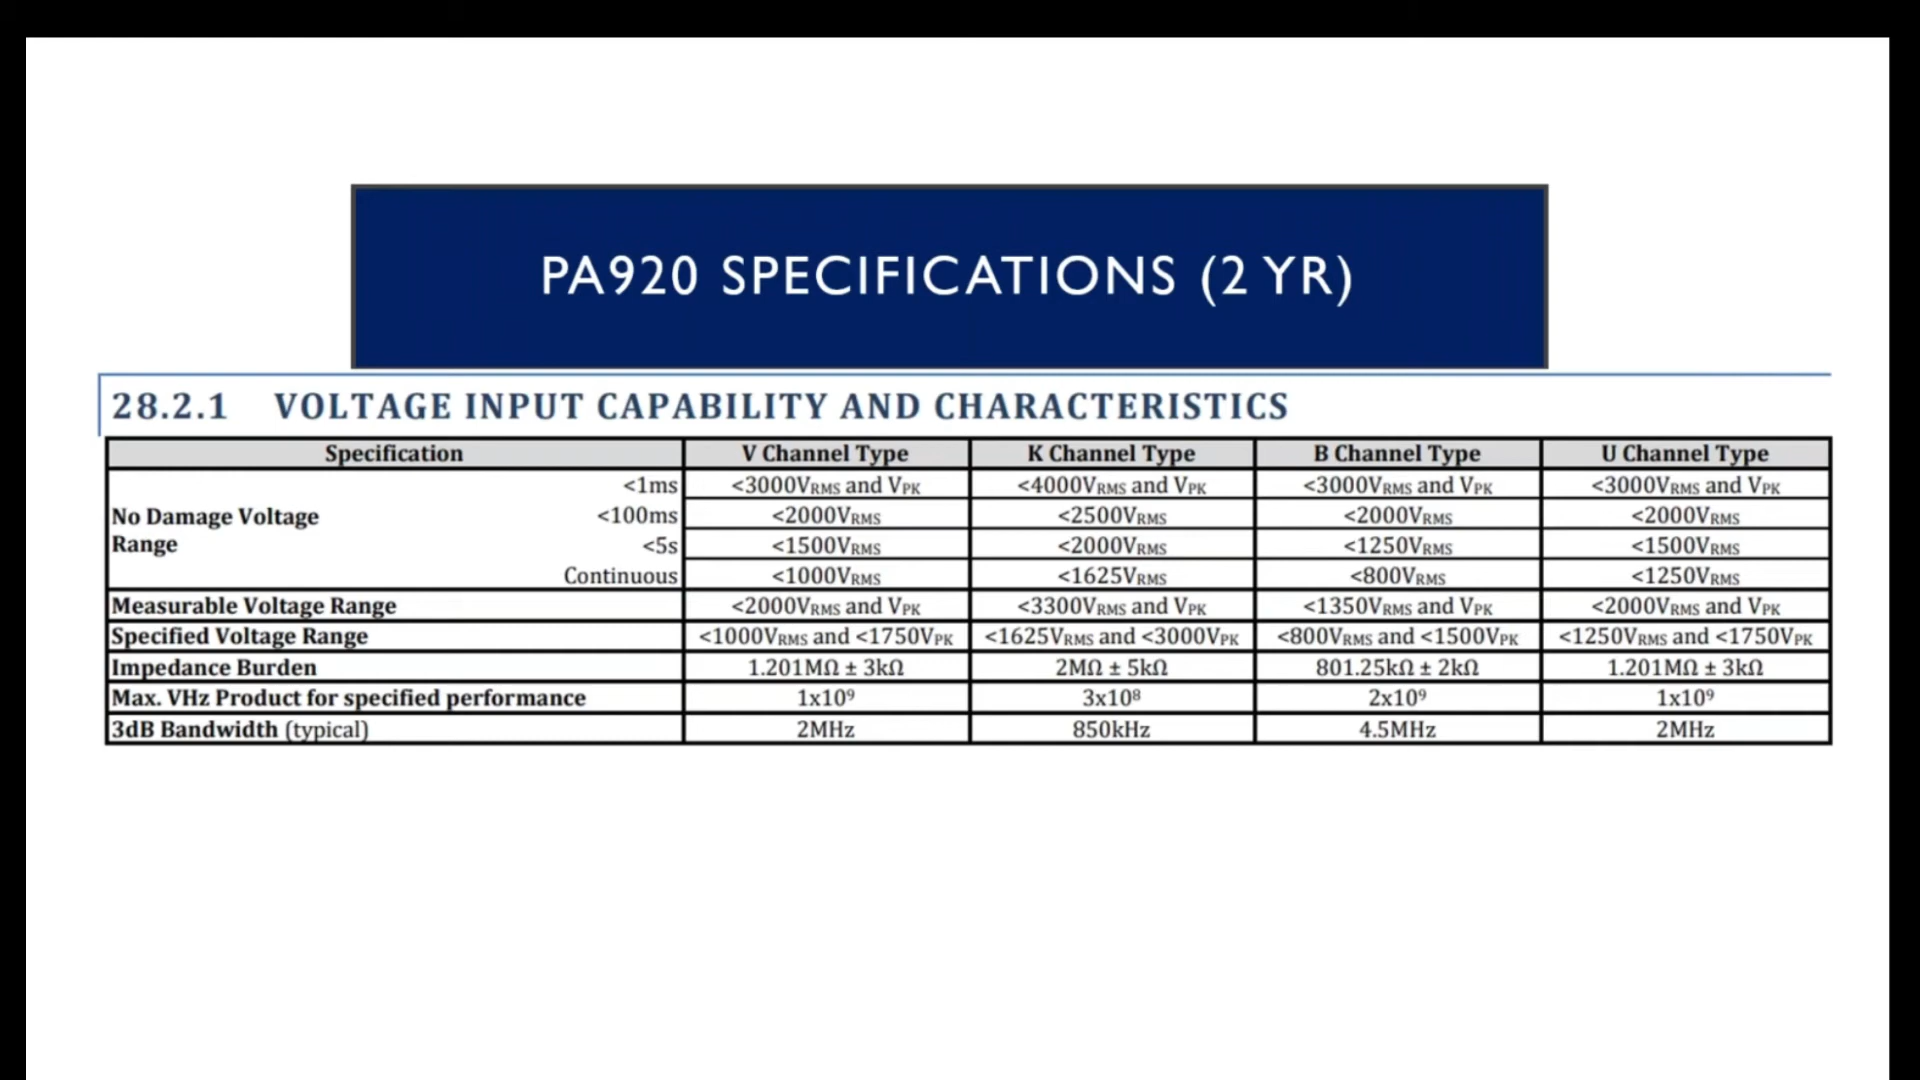 PA920 SPECIFICATIONS (2 YR)
28.2.1 VOLTAGE INPUT CAPABILITY AND CHARACTERISTICS
Specification V Channel Type K Channel Type B Channel Type U Channel Type
No Damage Voltage Range
<1ms <3000VRMS and VPK <4000VRMS and VPK <3000VRMS and VPK <3000VRMS and VPK
<100ms <2000VRMS <2500VRMS <2000VRMS <2000VRMS
<5s <1500VRMS <2000VRMS <1250VRMS <1500VRMS
Continuous <1000VRMS <1625VRMS <800VRMS <1250VRMS
Measurable Voltage Range <2000VRMS and VPK <3300VRMS and VPK <1350VRMS and VPK <2000VRMS and VPK
Specified Voltage Range <1000VRMS and <1750VPK <1625VRMS and <3000VPK <800VRMS and <1500VPK <1250VRMS and <1750VPK
Impedance Burden 1.201MΩ ± 3kΩ 2MΩ ± 5kΩ 801.25kΩ ± 2kΩ 1.201MΩ ± 3kΩ
Max. VHz Product for specified performance 1x10⁹ 3x10⁸ 2x10⁹ 1x10⁹
3dB Bandwidth (typical) 2MHz 850kHz 4.5MHz 2MHz